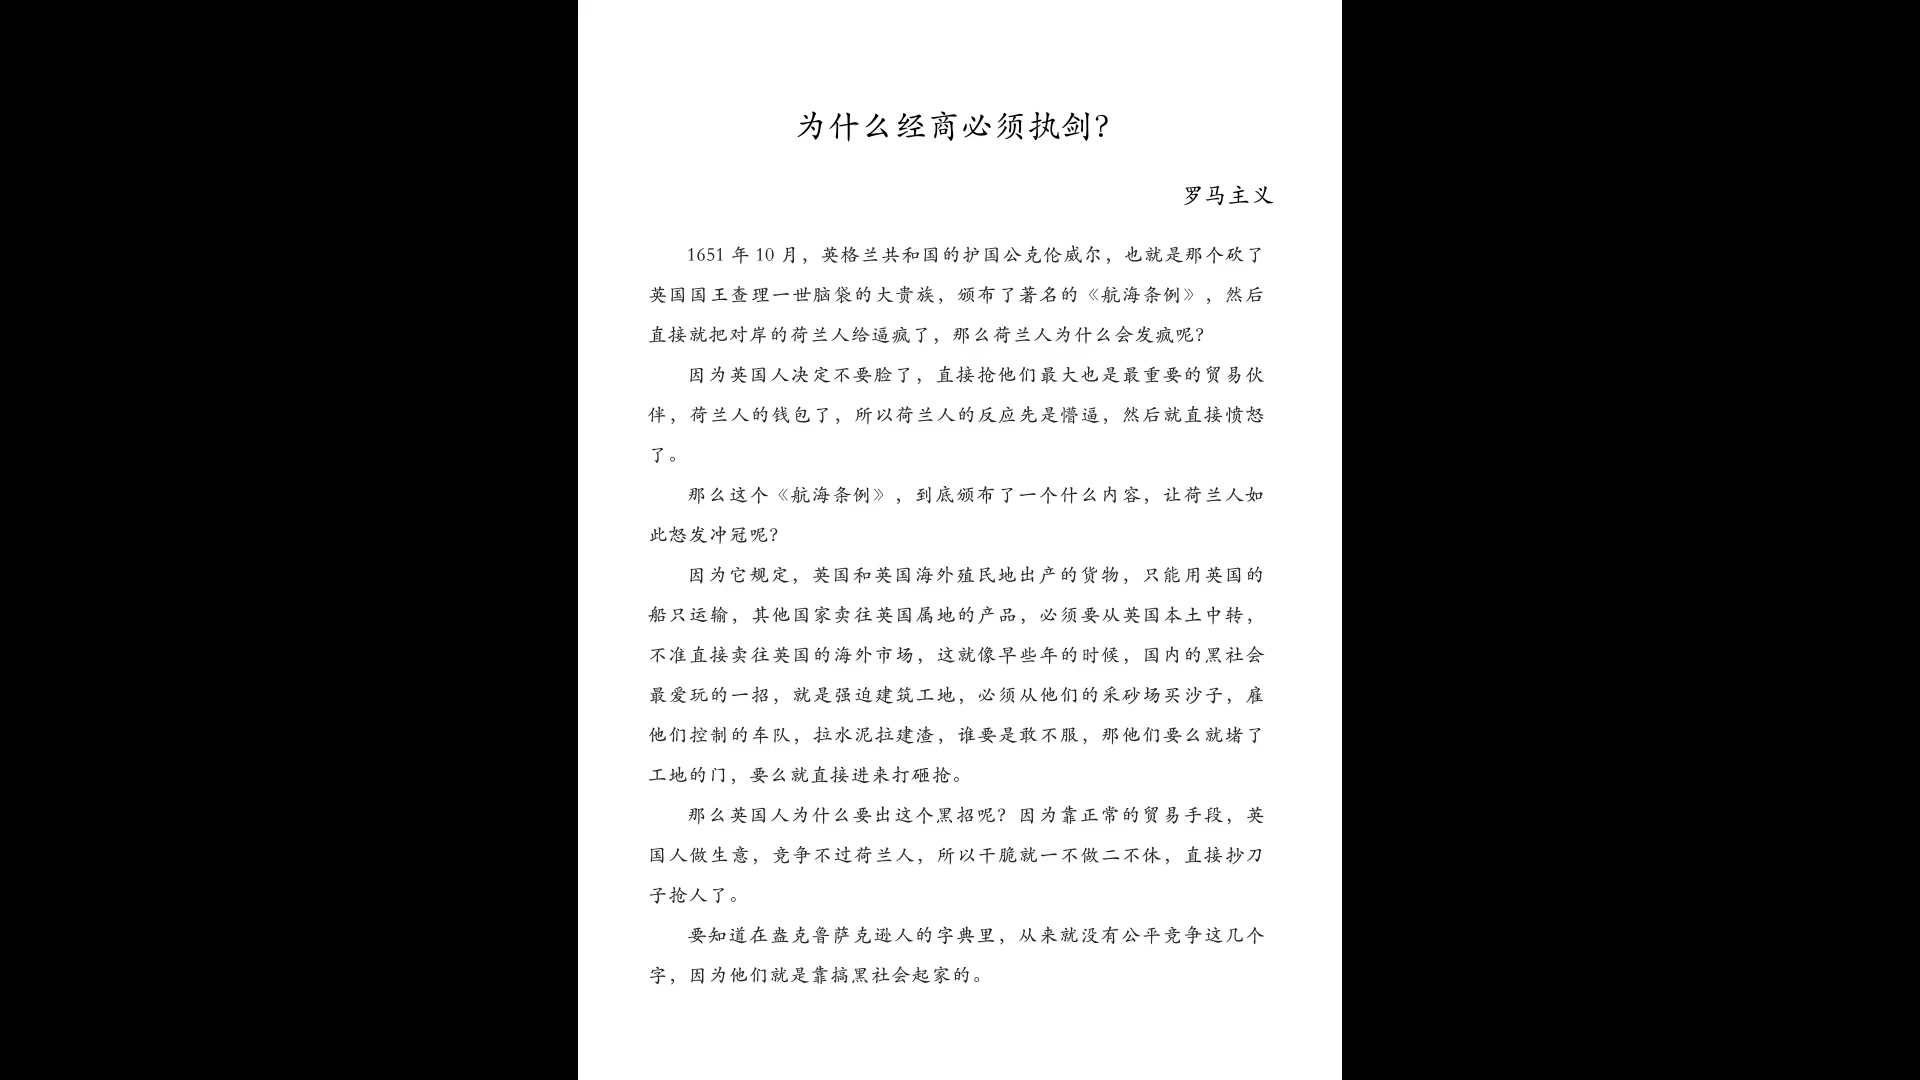 为什么经商必须执剑?
罗马主义
1651 年 10 月，英格兰共和国的护国公克伦威尔，也就是那个砍了
英国国王查理一世脑袋的大贵族，颁布了著名的《航海条例》，然后
直接就把对岸的荷兰人给逼疯了，那么荷兰人为什么会发疯呢?
因为英国人决定不要脸了，直接抢他们最大也是最重要的贸易伙
伴，荷兰人的钱包了，所以荷兰人的反应先是懵逼，然后就直接愤怒
了。
那么这个《航海条例》，到底颁布了一个什么内容，让荷兰人如
此怒发冲冠呢?
因为它规定，英国和英国海外殖民地出产的货物，只能用英国的
船只运输，其他国家卖往英国属地的产品，必须要从英国本土中转，
不准直接卖往英国的海外市场，这就像早些年的时候，国内的黑社会
最爱玩的一招，就是强迫建筑工地，必须从他们的采砂场买沙子，雇
他们控制的车队，拉水泥拉建渣，谁要是敢不服，那他们要么就堵了
工地的门，要么就直接进来打砸抢。
那么英国人为什么要出这个黑招呢? 因为靠正常的贸易手段，英
国人做生意，竞争不过荷兰人，所以干脆就一不做二不休，直接抄刀
子抢人了。
要知道在盎克鲁萨克逊人的字典里，从来就没有公平竞争这几个
字，因为他们就是靠搞黑社会起家的。